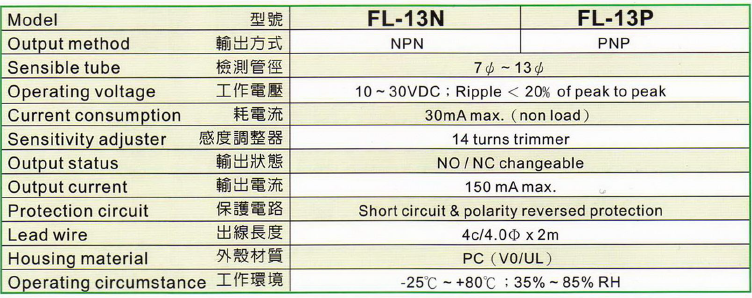 Model 型號 FL-13N FL-13P
Output method 輸出方式 NPN PNP
Sensible tube 檢測管徑 7ψ ~ 13ψ
Operating voltage 工作電壓 10 ~ 30VDC ; Ripple < 20% of peak to peak
Current consumption 耗電流 30mA max. ( non load )
Sensitivity adjuster 感度調整器 14 turns trimmer
Output status 輸出狀態 NO / NC changeable
Output current 輸出電流 150 mA max.
Protection circuit 保護電路 Short circuit & polarity reversed protection
Lead wire 出線長度 4c/4.0Φ x 2m
Housing material 外殼材質 PC ( V0/UL )
Operating circumstance 工作環境 -25℃ ~ +80℃ ; 35% ~ 85% RH